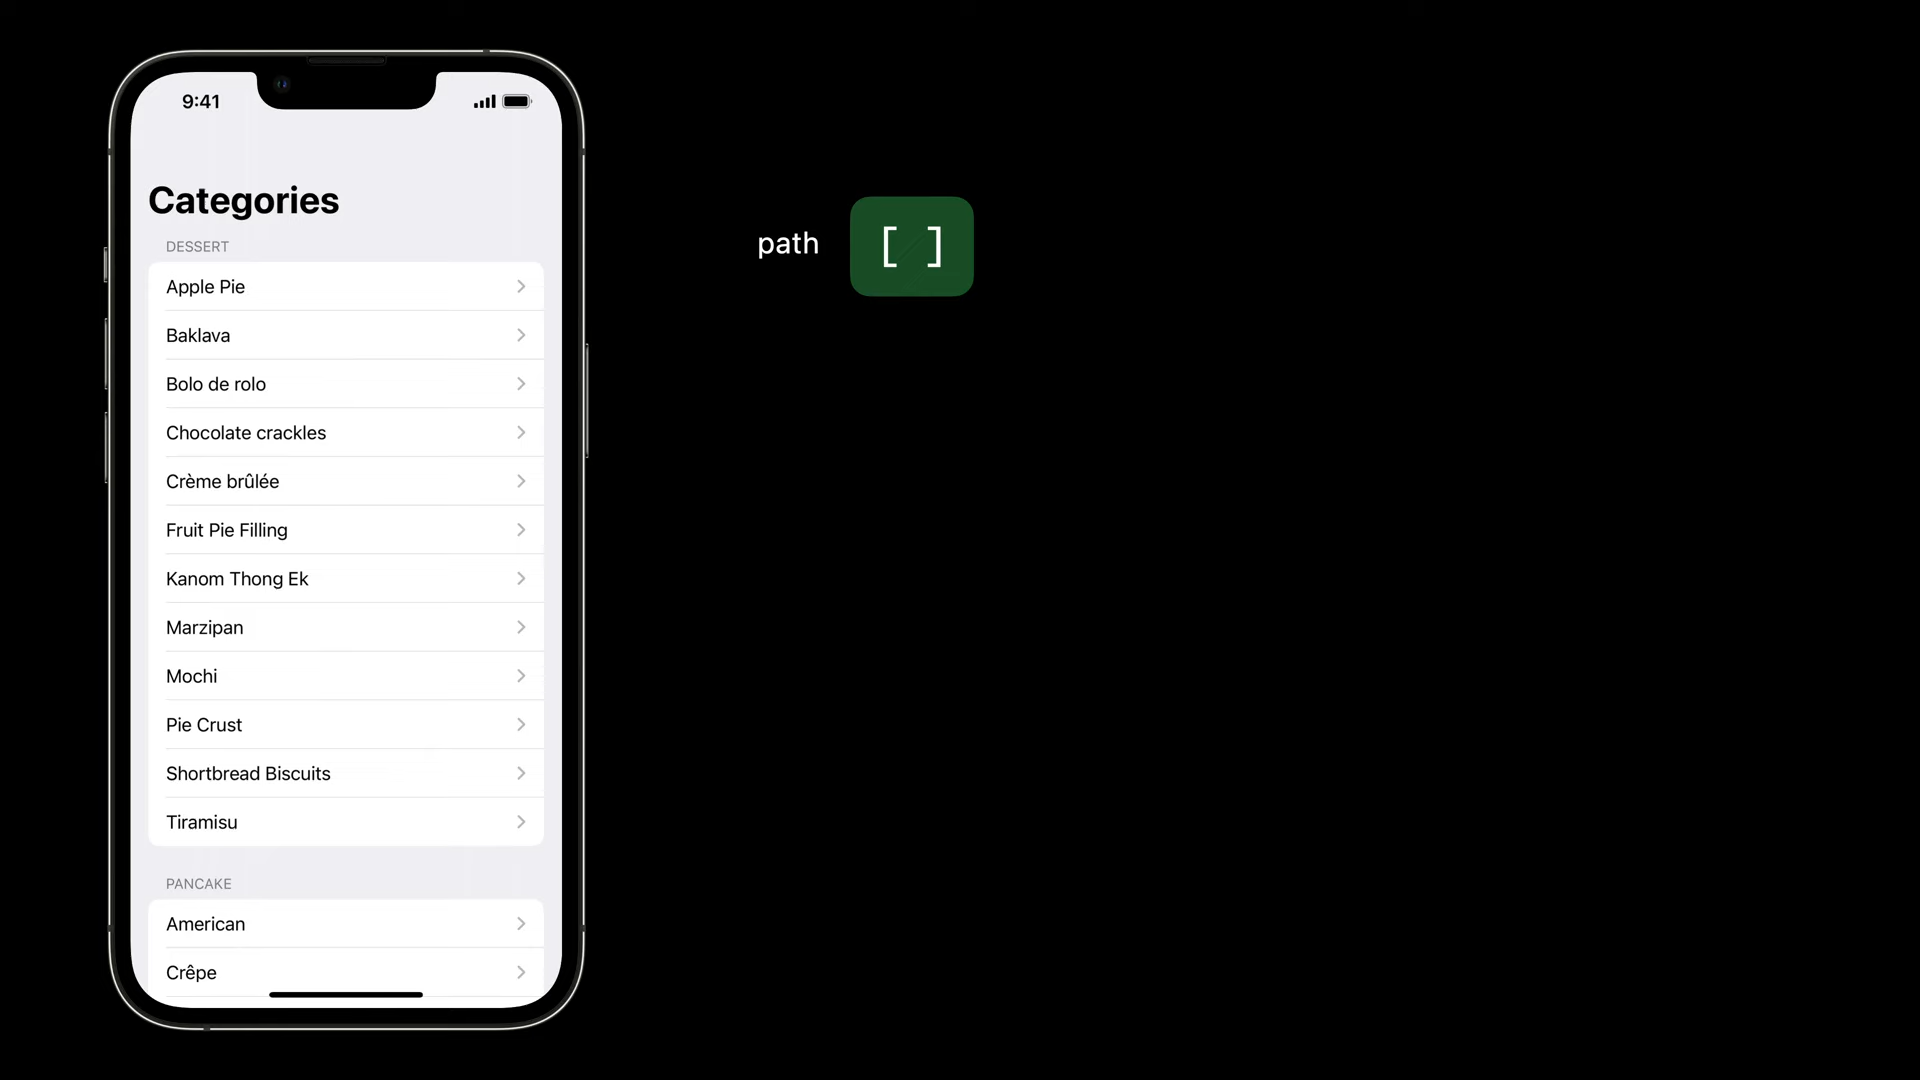 9:41
Categories
DESSERT
Apple Pie
Baklava
Bolo de rolo
Chocolate crackles
Crème brûlée
Fruit Pie Filling
Kanom Thong Ek
Marzipan
Mochi
Pie Crust
Shortbread Biscuits
Tiramisu
PANCAKE
American
Crêpe
path [ ]